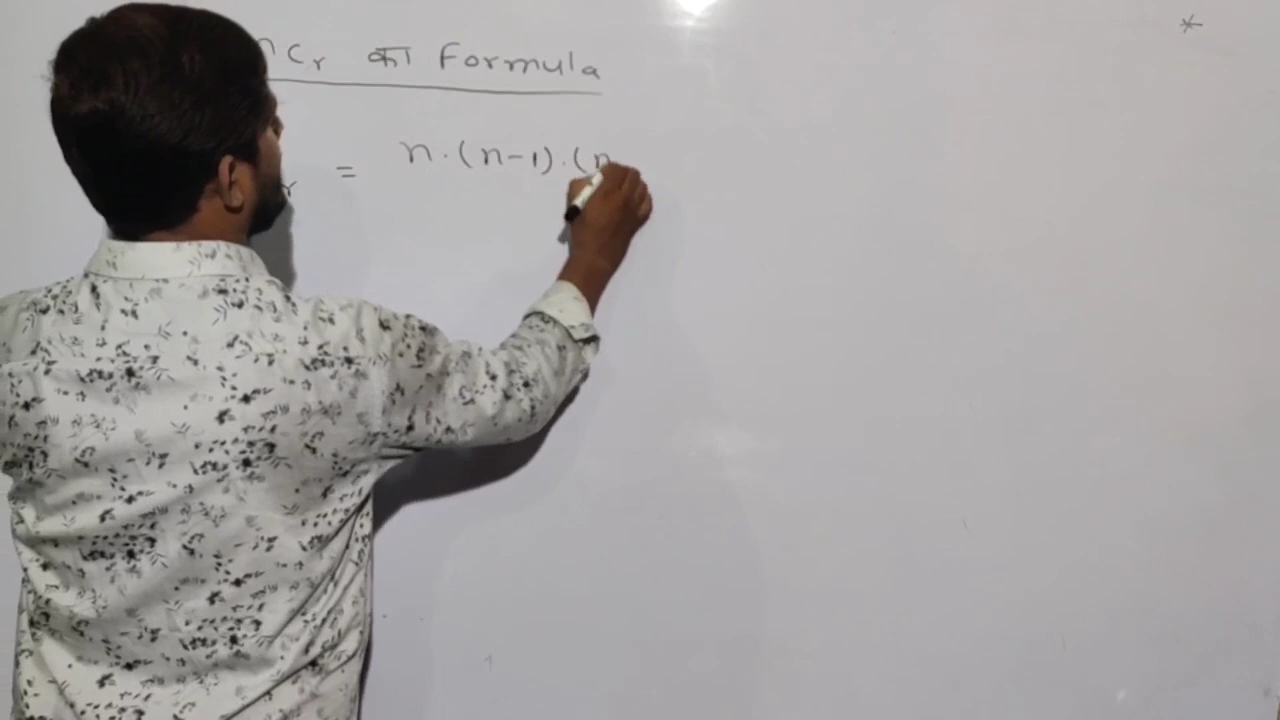 nCr का Formula
r = n.(n-1).(n
*